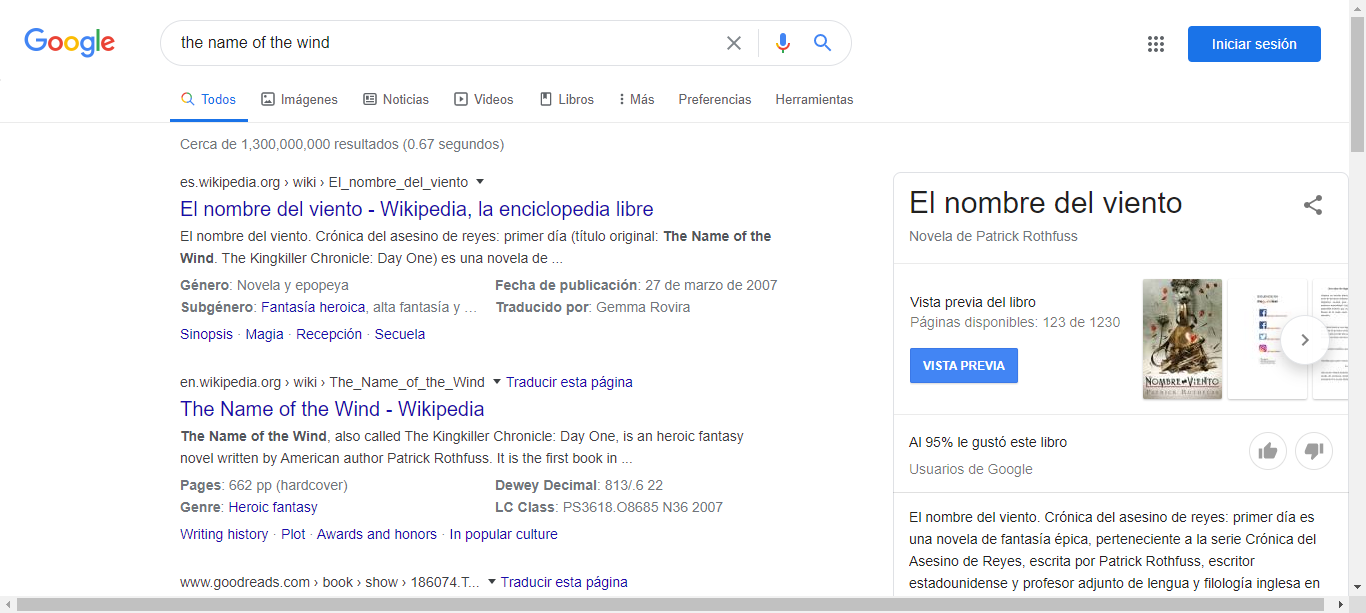 Google
the name of the wind
Iniciar sesión
Todos
Imágenes
Noticias
Videos
Libros
Más
Preferencias
Herramientas
Cerca de 1,300,000,000 resultados (0.67 segundos)
es.wikipedia.org › wiki › El_nombre_del_viento
El nombre del viento - Wikipedia, la enciclopedia libre
El nombre del viento. Crónica del asesino de reyes: primer día (título original: The Name of the
Wind. The Kingkiller Chronicle: Day One) es una novela de ...
Género: Novela y epopeya
Fecha de publicación: 27 de marzo de 2007
Subgénero: Fantasía heroica, alta fantasía y ...
Traducido por: Gemma Rovira
Sinopsis · Magia · Recepción · Secuela
en.wikipedia.org › wiki › The_Name_of_the_Wind
Traducir esta página
The Name of the Wind - Wikipedia
The Name of the Wind, also called The Kingkiller Chronicle: Day One, is an heroic fantasy
novel written by American author Patrick Rothfuss. It is the first book in ...
Pages: 662 pp (hardcover)
Dewey Decimal: 813/.6 22
Genre: Heroic fantasy
LC Class: PS3618.O8685 N36 2007
Writing history · Plot · Awards and honors · In popular culture
www.goodreads.com › book › show › 186074.T...
Traducir esta página
El nombre del viento
Novela de Patrick Rothfuss
Vista previa del libro
Páginas disponibles: 123 de 1230
VISTA PREVIA
NOMBRE DEL VIENTO
PATRICK ROTHFUSS
Al 95% le gustó este libro
Usuarios de Google
El nombre del viento. Crónica del asesino de reyes: primer día es
una novela de fantasía épica, perteneciente a la serie Crónica del
Asesino de Reyes, escrita por Patrick Rothfuss, escritor
estadounidense y profesor adjunto de lengua y filología inglesa en